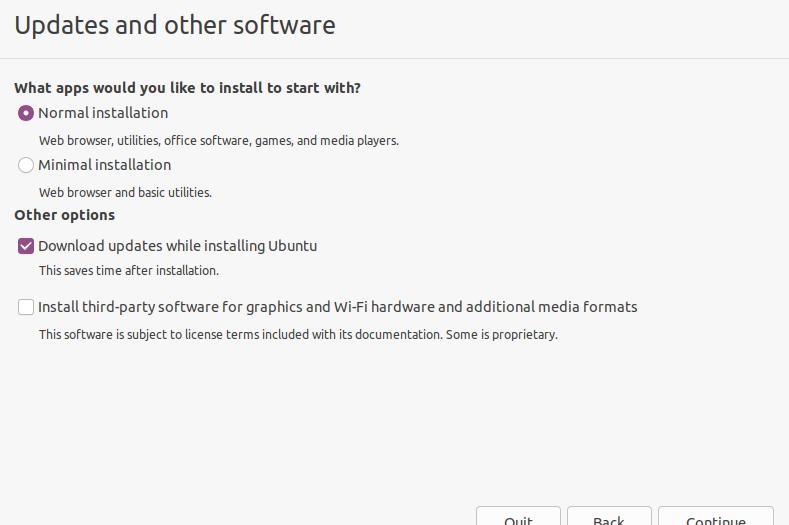 Updates and other software
What apps would you like to install to start with?
Normal installation
Web browser, utilities, office software, games, and media players.
Minimal installation
Web browser and basic utilities.
Other options
Download updates while installing Ubuntu
This saves time after installation.
Install third-party software for graphics and Wi-Fi hardware and additional media formats
This software is subject to license terms included with its documentation. Some is proprietary.
Quit Back Continue